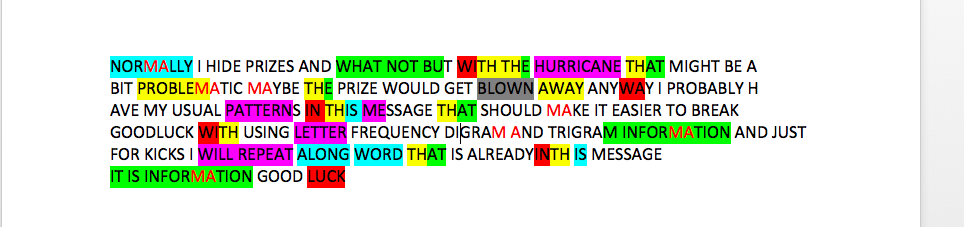 NORMALLY I HIDE PRIZES AND WHAT NOT BUT WITH THE HURRICANE THAT MIGHT BE A
BIT PROBLEMATIC MAYBE THE PRIZE WOULD GET BLOWN AWAY ANYWAY I PROBABLY H
AVE MY USUAL PATTERNS IN THIS MESSAGE THAT SHOULD MAKE IT EASIER TO BREAK
GOODLUCK WITH USING LETTER FREQUENCY DIGRAM AND TRIGRAM INFORMATION AND JUST
FOR KICKS I WILL REPEAT ALONG WORD THAT IS ALREADYINTH IS MESSAGE
IT IS INFORMATION GOOD LUCK